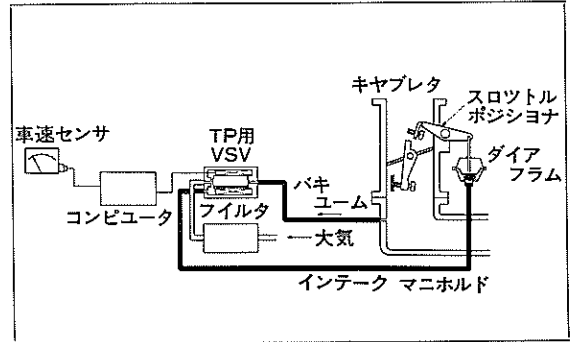 キヤブレタ
スロツトル
ポジショナ
車速センサ
TP用
VSV
バキ
ユーム
ダイア
フラム
コンピュータ
フイルタ
大気
インテーク マニホルド